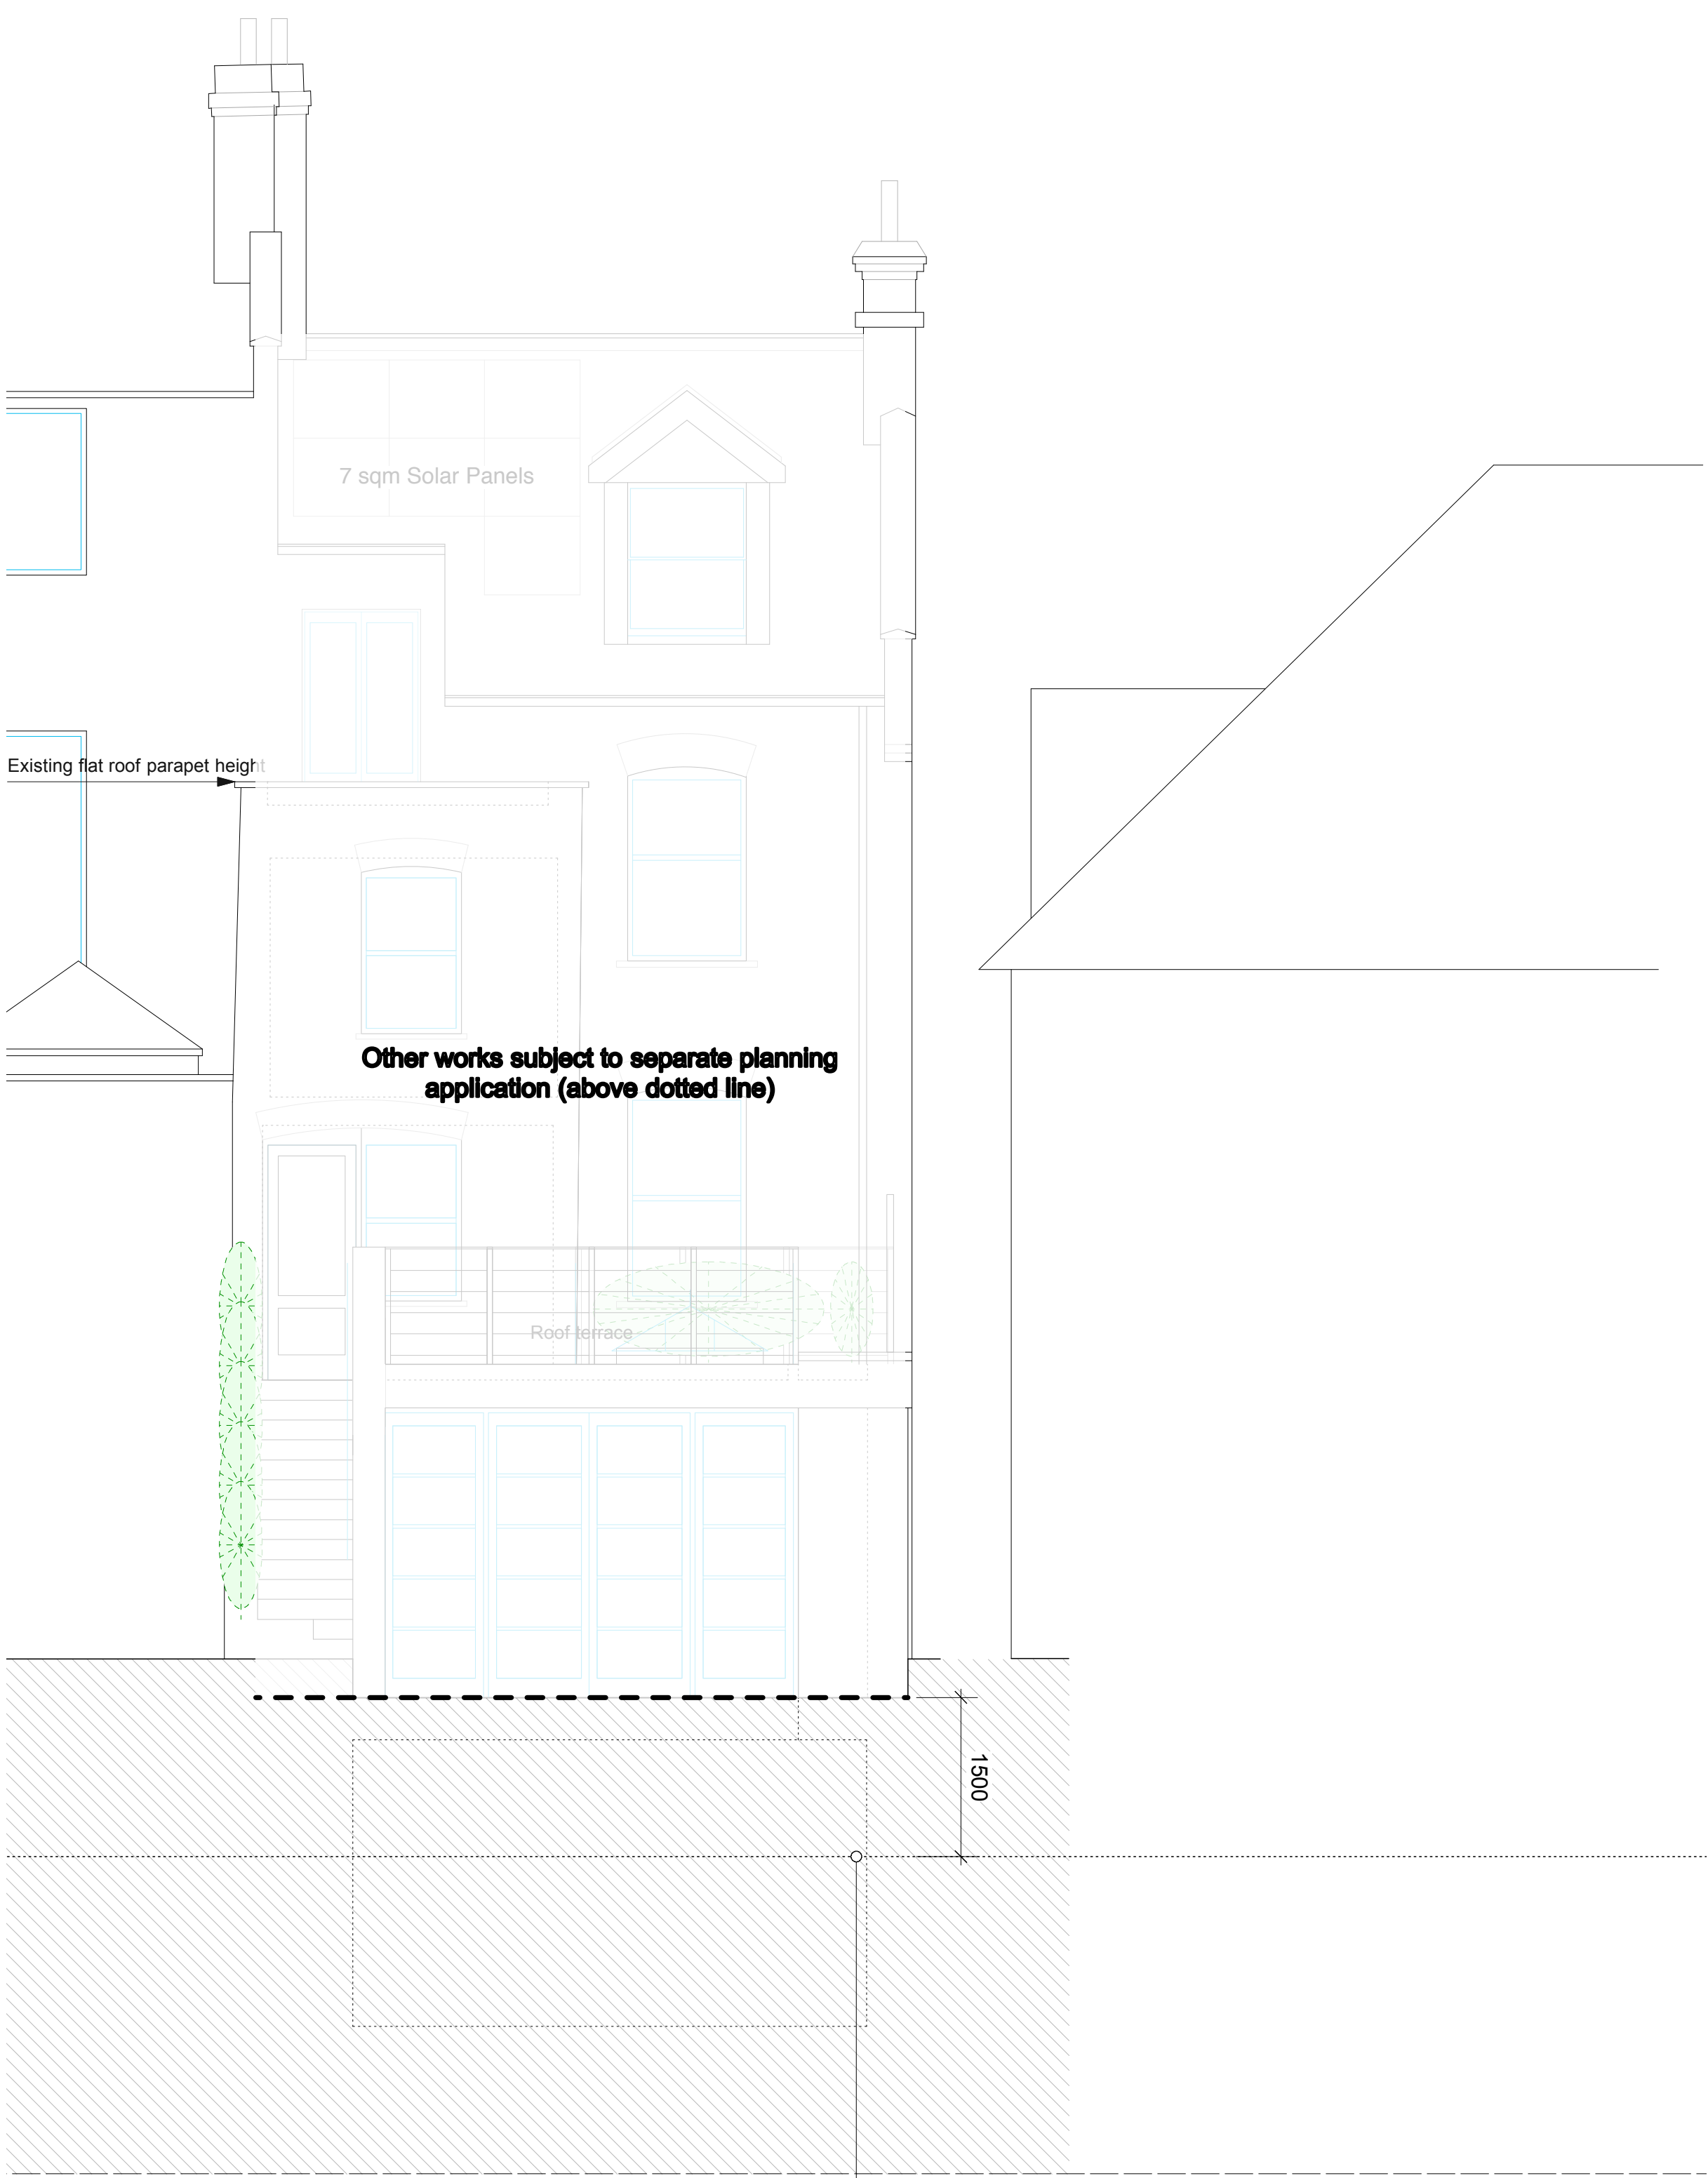 7 sqm Solar Panels
Existing flat roof parapet height
Other works subject to separate planning
application (above dotted line)
Roof terrace
1500